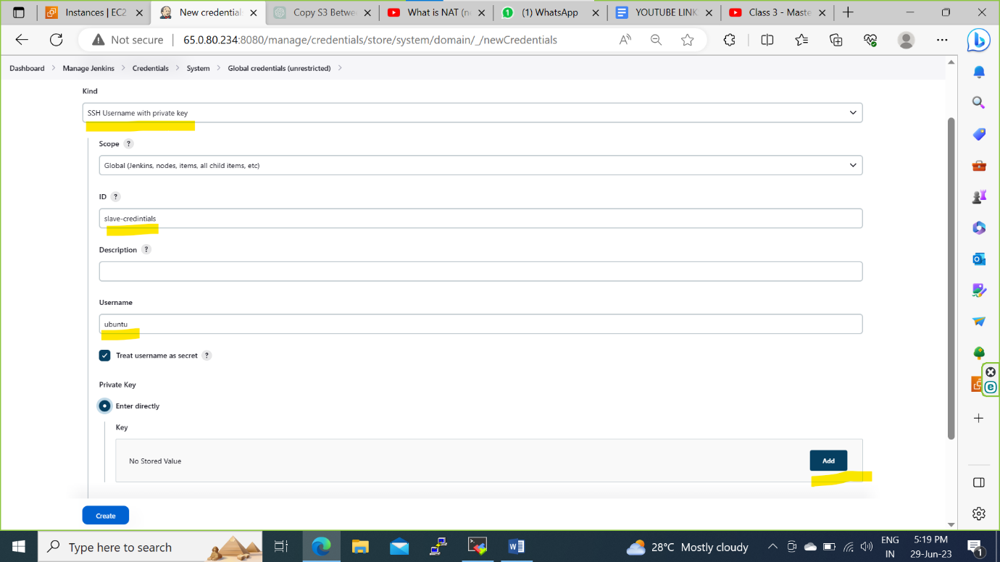 Instances | EC2
New credential
Copy S3 Betwe
What is NAT (n
(1) WhatsApp
YOUTUBE LINK
Class 3 - Maste
Not secure
65.0.80.234:8080/manage/credentials/store/system/domain/_/newCredentials
Dashboard > Manage Jenkins > Credentials > System > Global credentials (unrestricted) >
Kind
SSH Username with private key
Scope ?
Global (Jenkins, nodes, items, all child items, etc)
ID ?
slave-credintials
Description ?
Username
ubuntu
Treat username as secret ?
Private Key
Enter directly
Key
No Stored Value
Add
Create
Type here to search
28°C Mostly cloudy
ENG
IN
5:19 PM
29-Jun-23
1